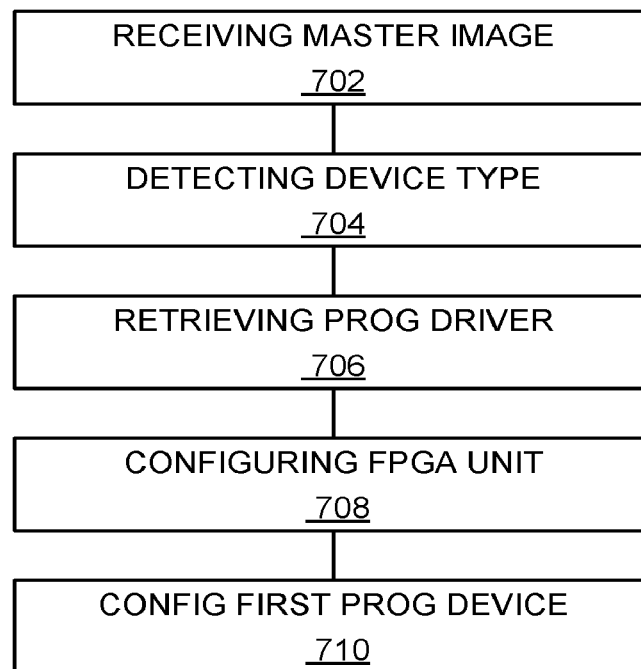 RECEIVING MASTER IMAGE
702
DETECTING DEVICE TYPE
704
RETRIEVING PROG DRIVER
706
CONFIGURING FPGA UNIT
708
CONFIG FIRST PROG DEVICE
710